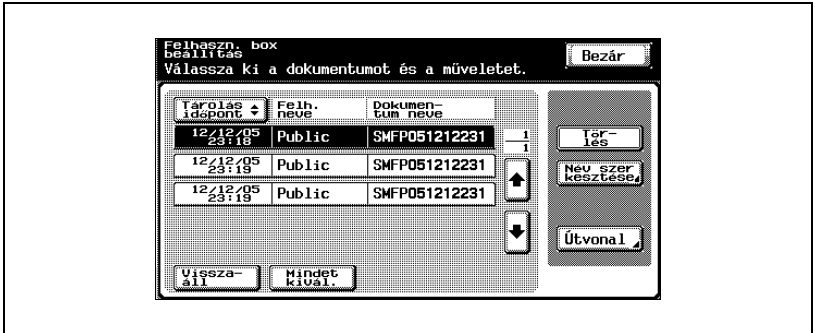 Felhaszn. box
beállítás
Bezár
Válassza ki a dokumentumot és a műveletet.
Tárolás
időpont
Felh.
neve
Dokumen-
tum neve
12/12/05
23:18
Public
SMFP051212231
1
1
12/12/05
23:19
Public
SMFP051212231
12/12/05
23:19
Public
SMFP051212231
Tör-
lés
Név szer
kesztése
Útvonal
Vissza-
áll
Mindet
kivál.